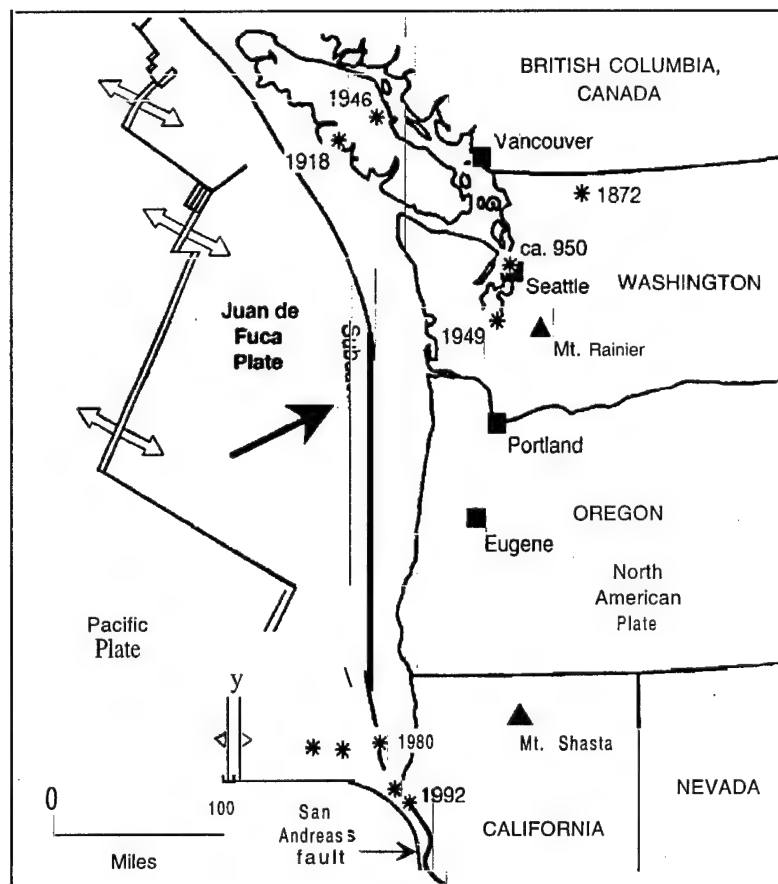 BRITISH COLUMBIA,
CANADA
1946
Vancouver
1918
1872
ca. 950
Seattle
WASHINGTON
Juan de
Fuca
Plate
1949
Mt. Rainier
Portland
OREGON
Eugene
North
American
Plate
Pacific
Plate
y
1980
Mt. Shasta
NEVADA
0
100
1992
San
Andreas s
fault
CALIFORNIA
Miles